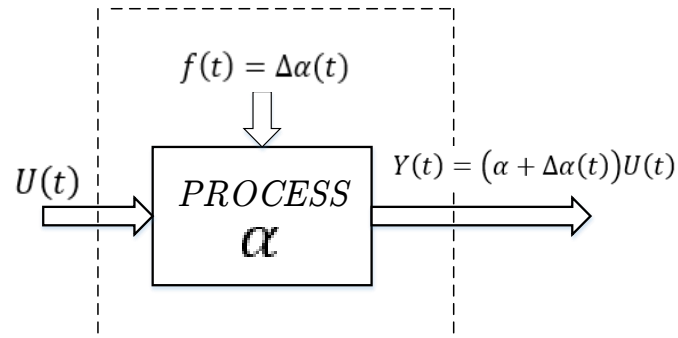 f(t) = Δα(t)
U(t)
PROCESS
α
Y(t) = (α + Δα(t))U(t)